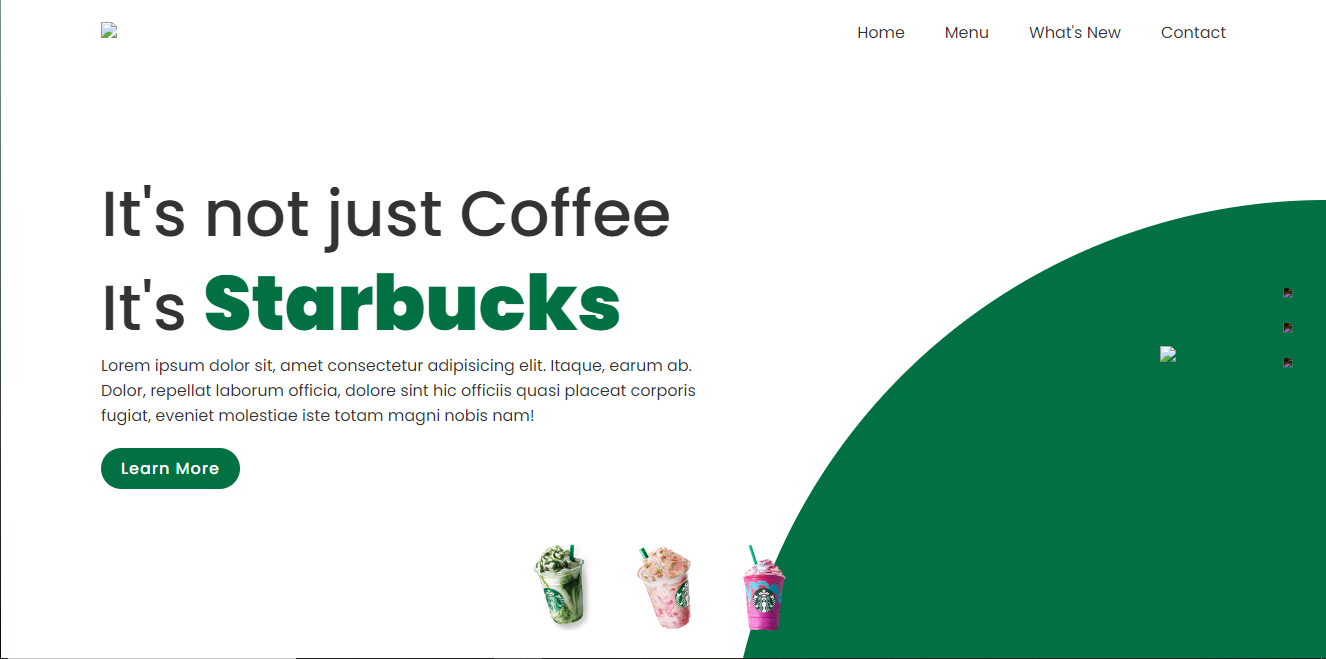 Home Menu What's New Contact
It's not just Coffee
It's Starbucks
Lorem ipsum dolor sit, amet consectetur adipisicing elit. Itaque, earum ab.
Dolor, repellat laborum officia, dolore sint hic officiis quasi placeat corporis
fugiat, eveniet molestiae iste totam magni nobis nam!
Learn More